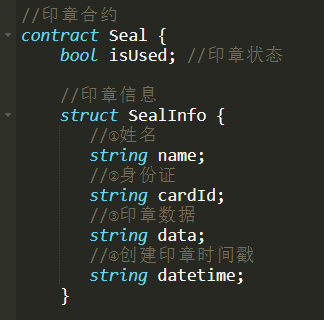 //印章合约
contract Seal {
bool isUsed; //印章状态
//印章信息
struct SealInfo {
//①姓名
string name;
//②身份证
string cardId;
//③印章数据
string data;
//④创建印章时间戳
string datetime;
}